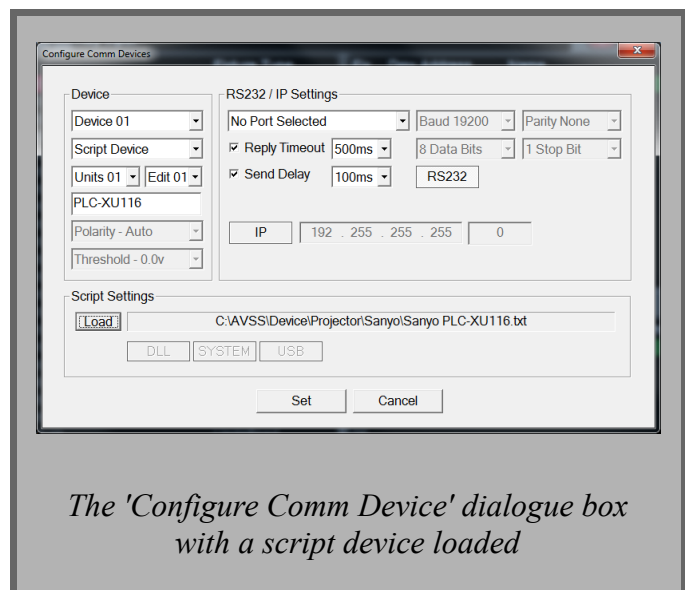 Configure Comm Devices
Device
Device 01
Script Device
Units 01 Edit 01
PLC-XU116
Polarity - Auto
Threshold - 0.0v
RS232 / IP Settings
No Port Selected Baud 19200 Parity None
Reply Timeout 500ms 8 Data Bits 1 Stop Bit
Send Delay 100ms RS232
IP 192 . 255 . 255 . 255 0
Script Settings
Load C:\AVSS\Device\Projector\Sanyo\Sanyo PLC-XU116.txt
DLL SYSTEM USB
Set Cancel
The 'Configure Comm Device' dialogue box
with a script device loaded